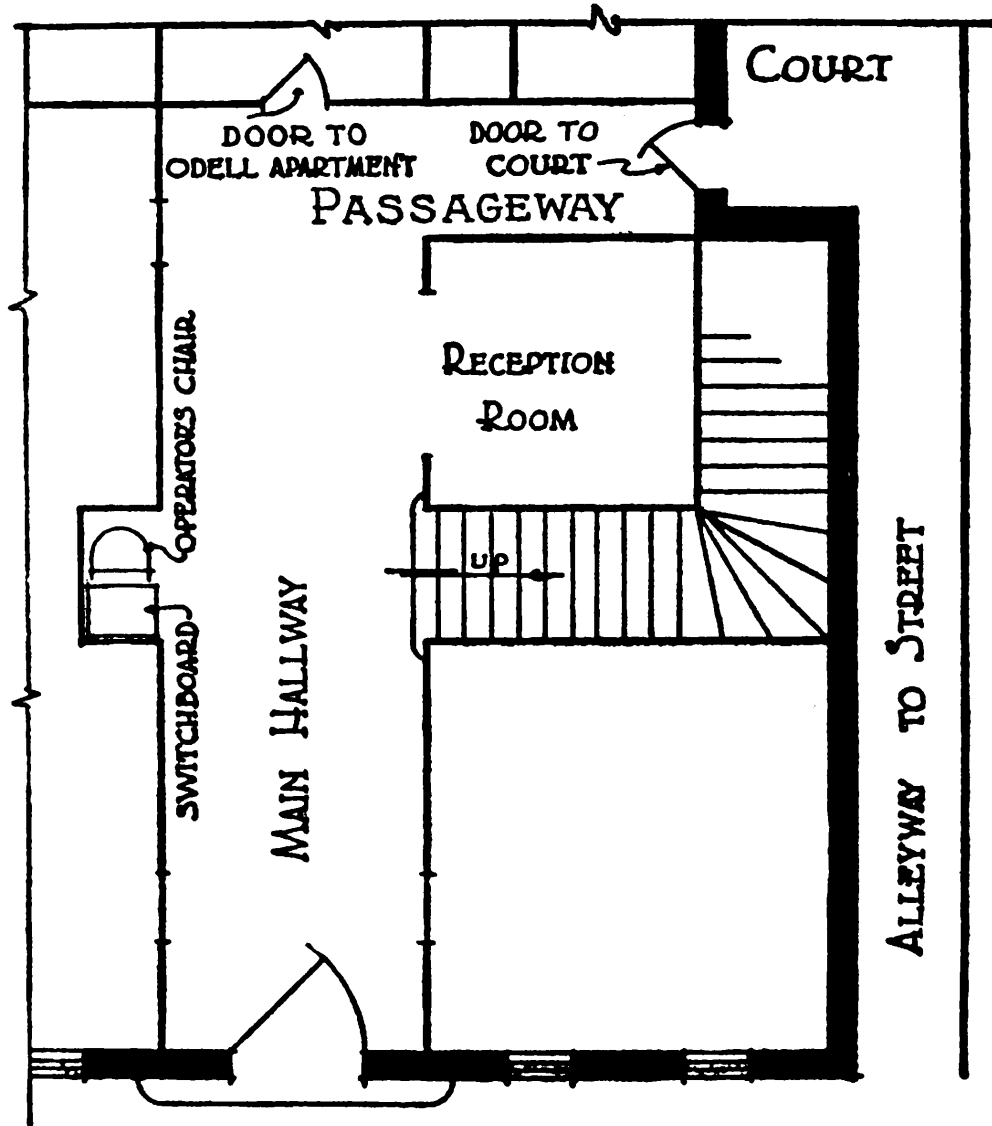 COURT
DOOR TO
ODELL APARTMENT
DOOR TO
COURT
PASSAGEWAY
RECEPTION
ROOM
OPERATOR'S CHAIR
UP
SWITCHBOARD
MAIN HALLWAY
ALLEYWAY TO STREET